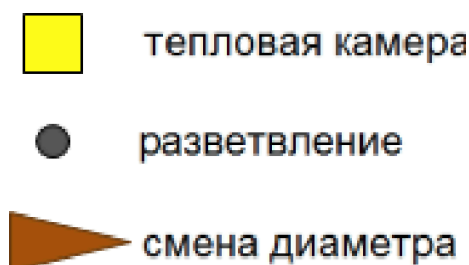 тепловая камера
разветвление
смена диаметра